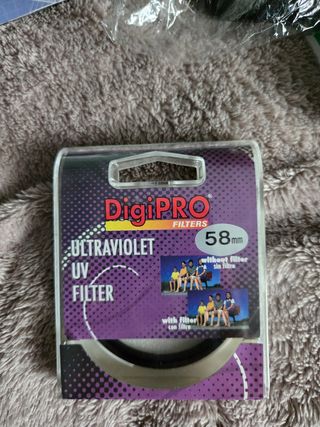 DigiPRO®
FILTERS
58mm
ULTRAVIOLET
UV
FILTER
without filter
sin filtro
with filter
con filtro